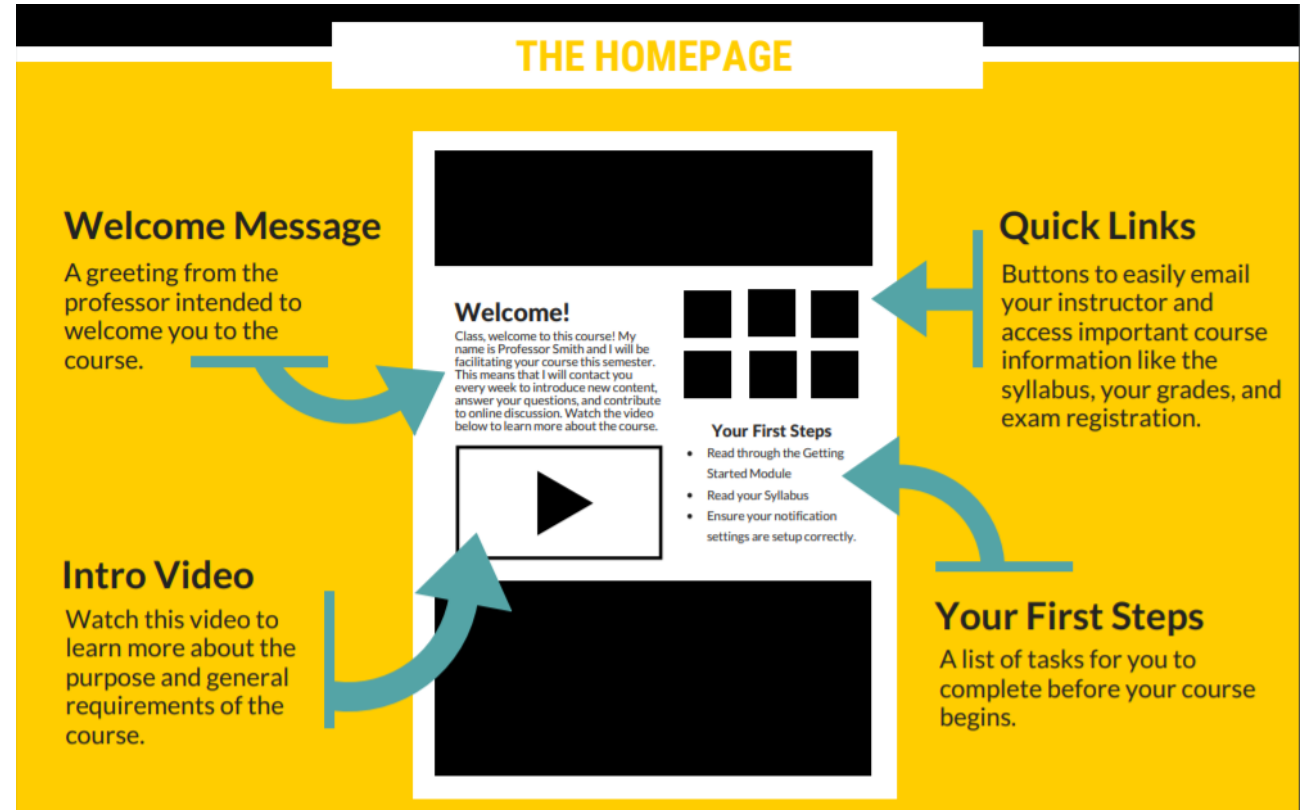 THE HOMEPAGE
Welcome Message
A greeting from the
professor intended to
welcome you to the
course.
Intro Video
Watch this video to
learn more about the
purpose and general
requirements of the
course.
Welcome!
Class, welcome to this course! My
name is Professor Smith and I will be
facilitating your course this semester.
This means that I will contact you
every week to introduce new content,
answer your questions, and contribute
to online discussion. Watch the video
below to learn more about the course.
Your First Steps
• Read through the Getting
Started Module
• Read your Syllabus
• Ensure your notification
settings are setup correctly.
Quick Links
Buttons to easily email
your instructor and
access important course
information like the
syllabus, your grades, and
exam registration.
Your First Steps
A list of tasks for you to
complete before your course
begins.